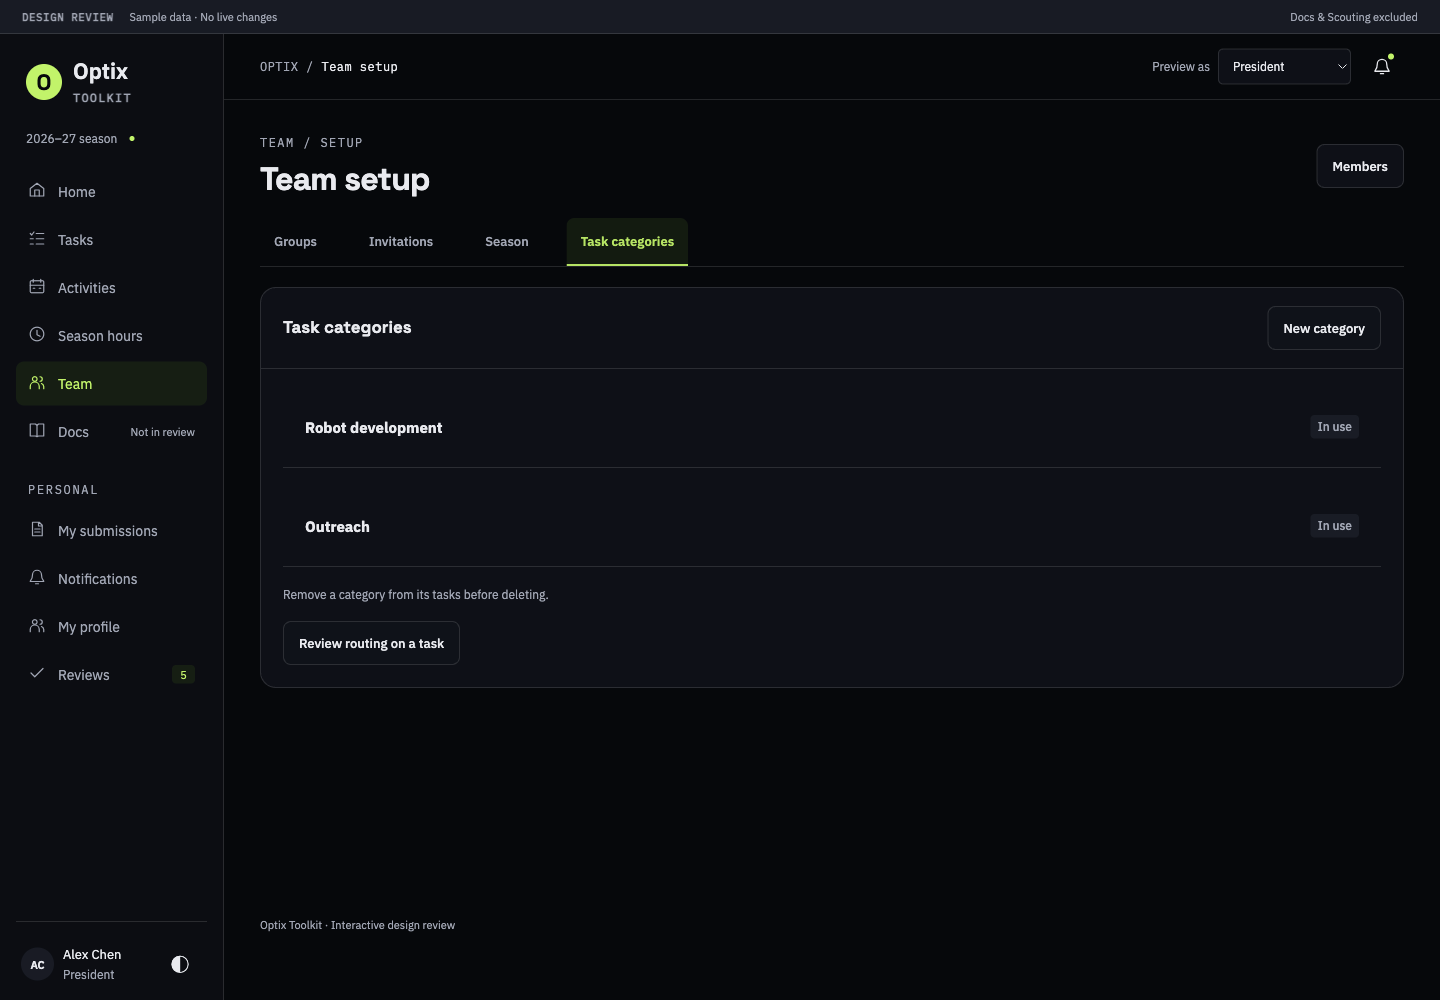 DESIGN REVIEW Sample data · No live changes Docs & Scouting excluded
O Optix
TOOLKIT
2026–27 season
Home
Tasks
Activities
Season hours
Team
Docs Not in review
PERSONAL
My submissions
Notifications
My profile
Reviews 5
AC Alex Chen
President
OPTIX / Team setup Preview as President
TEAM / SETUP
Team setup Members
Groups Invitations Season Task categories
Task categories New category
Robot development In use
Outreach In use
Remove a category from its tasks before deleting.
Review routing on a task
Optix Toolkit · Interactive design review